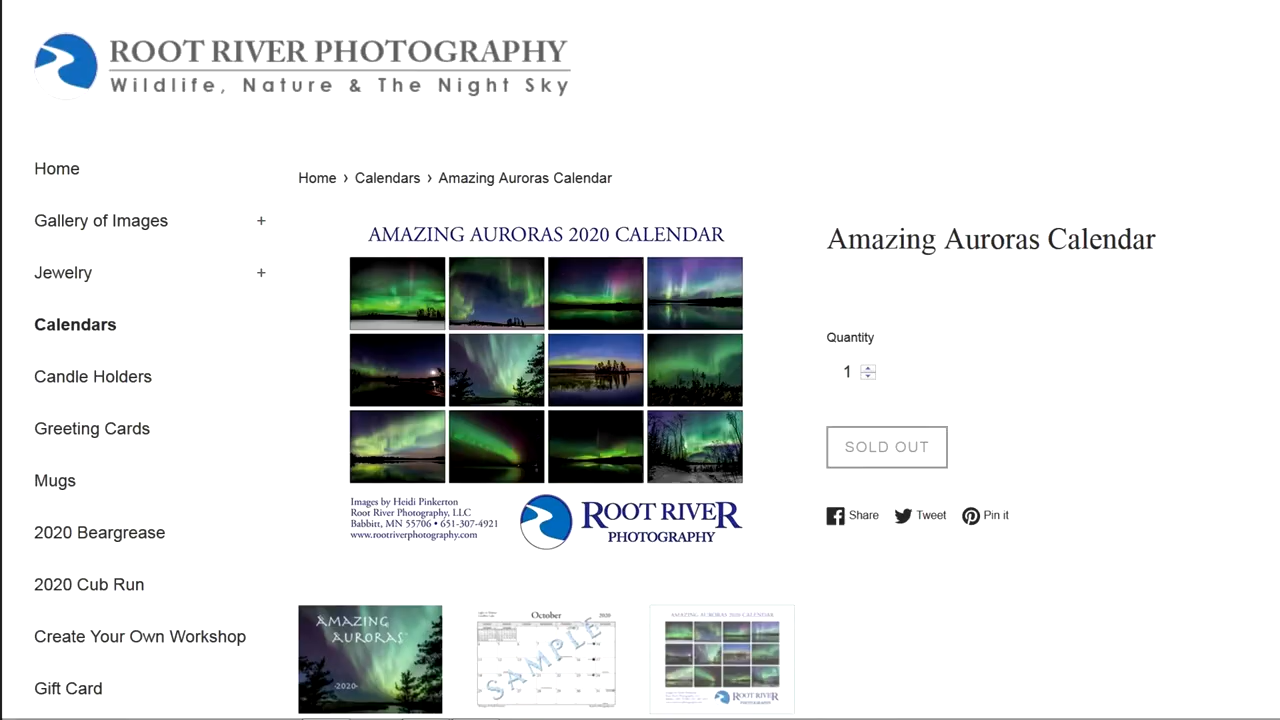 ROOT RIVER PHOTOGRAPHY
Wildlife, Nature & The Night Sky
Home
Gallery of Images +
Jewelry +
Calendars
Candle Holders
Greeting Cards
Mugs
2020 Beargrease
2020 Cub Run
Create Your Own Workshop
Gift Card
Home › Calendars › Amazing Auroras Calendar
AMAZING AURORAS 2020 CALENDAR
Images by Heidi Pinkerton
Root River Photography, LLC
Babbitt, MN 55706 • 651-307-4921
www.rootriverphotography.com
ROOT RIVER
PHOTOGRAPHY
Amazing Auroras Calendar
Quantity
1
SOLD OUT
Share Tweet Pin it
AMAZING
AURORAS
-2020-
October 2020
SAMPLE
AMAZING AURORAS 2020 CALENDAR
ROOT RIVER
PHOTOGRAPHY